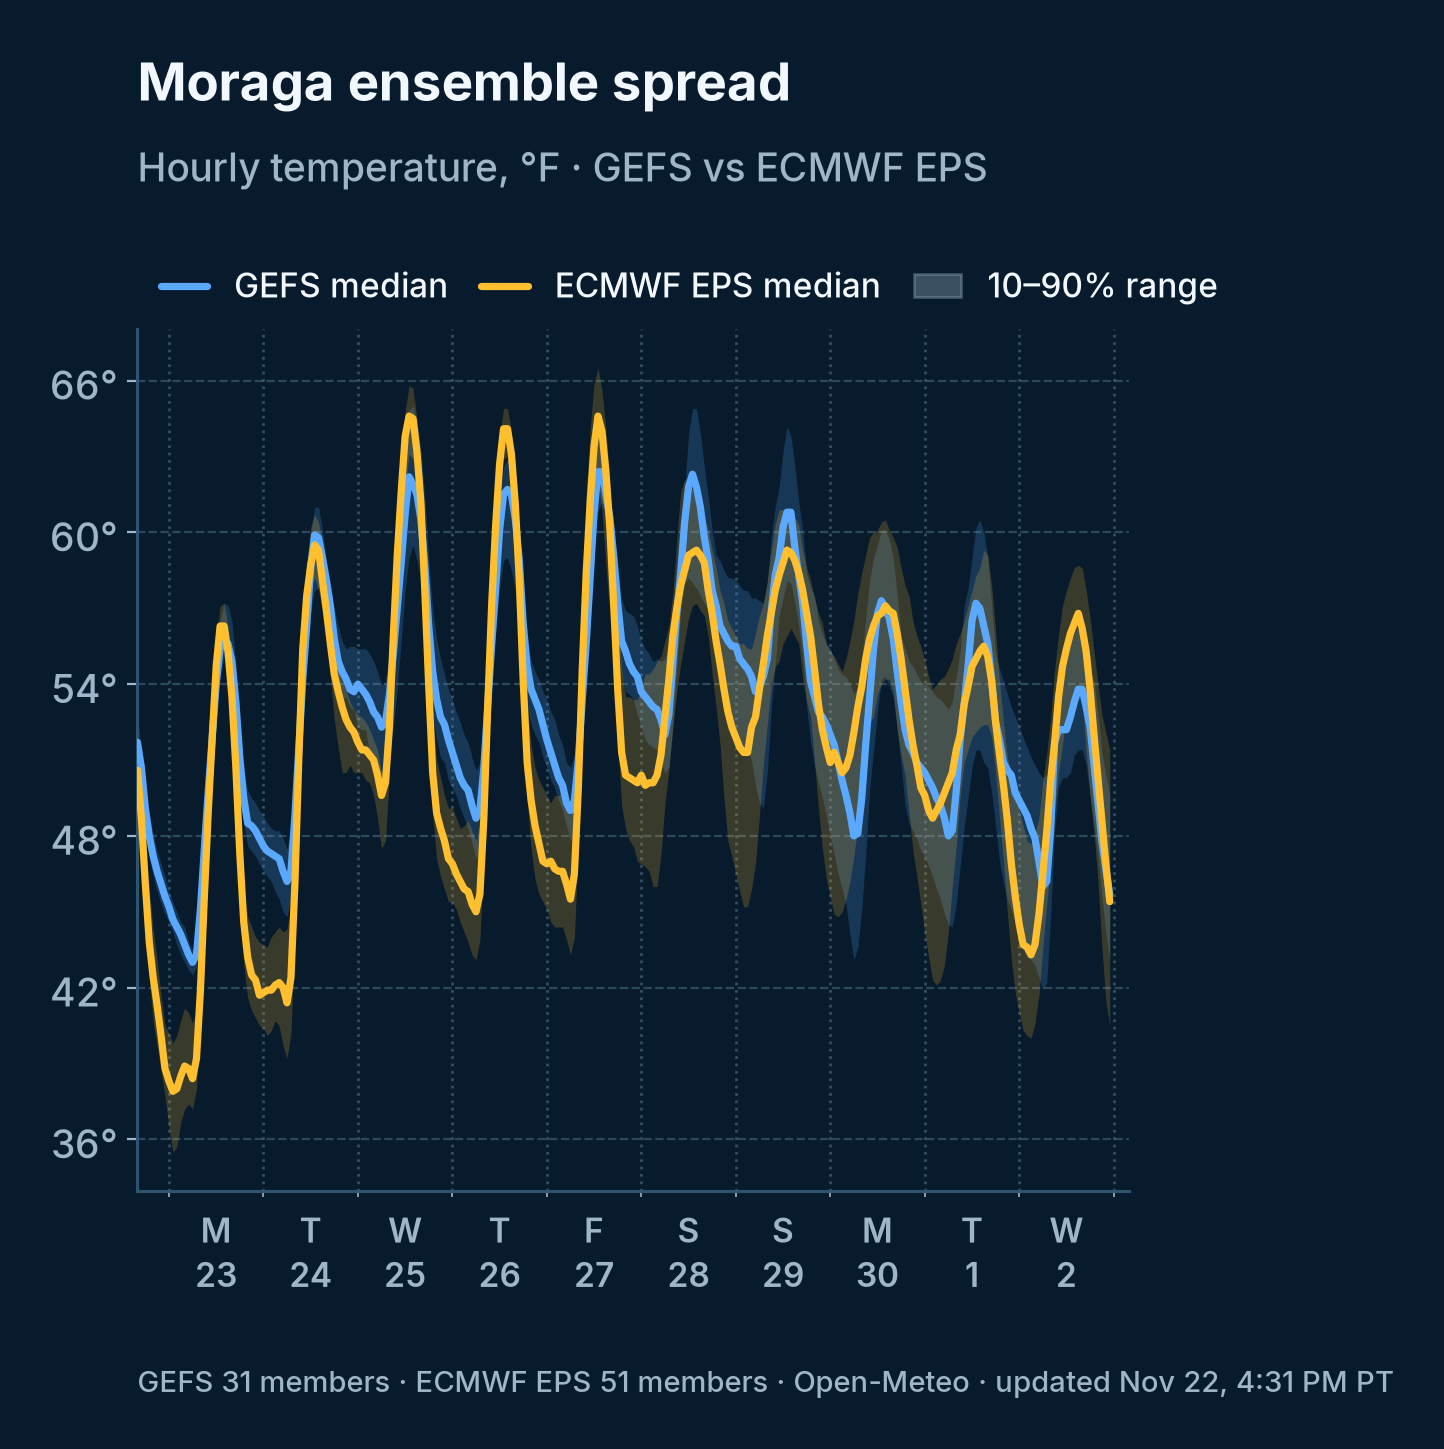 Moraga ensemble spread
Hourly temperature, °F · GEFS vs ECMWF EPS
GEFS median ECMWF EPS median 10–90% range
66°
60°
54°
48°
42°
36°
M T W T F S S M T W
23 24 25 26 27 28 29 30 1 2
GEFS 31 members · ECMWF EPS 51 members · Open-Meteo · updated Nov 22, 4:31 PM PT